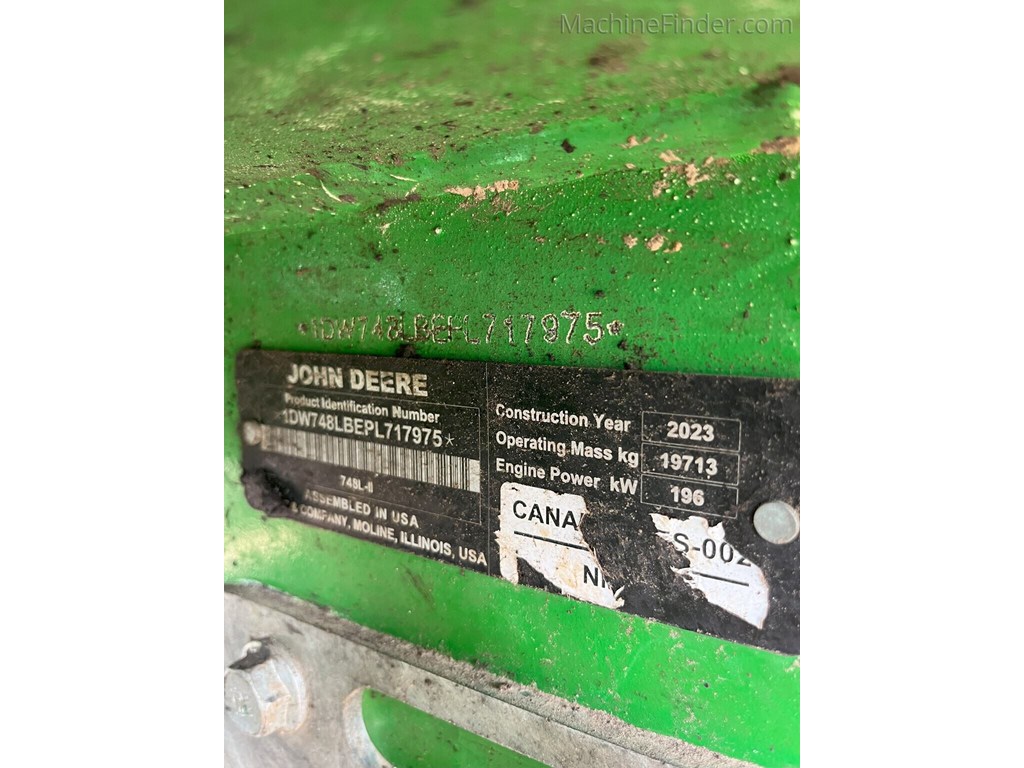 MachineFinder.com
*1DW748LBEPL717975*
JOHN DEERE
Product Identification Number
1DW748LBEPL717975*
748L-II
ASSEMBLED IN USA
& COMPANY, MOLINE, ILLINOIS, USA
Construction Year 2023
Operating Mass kg 19713
Engine Power kW 196
CANA S-002